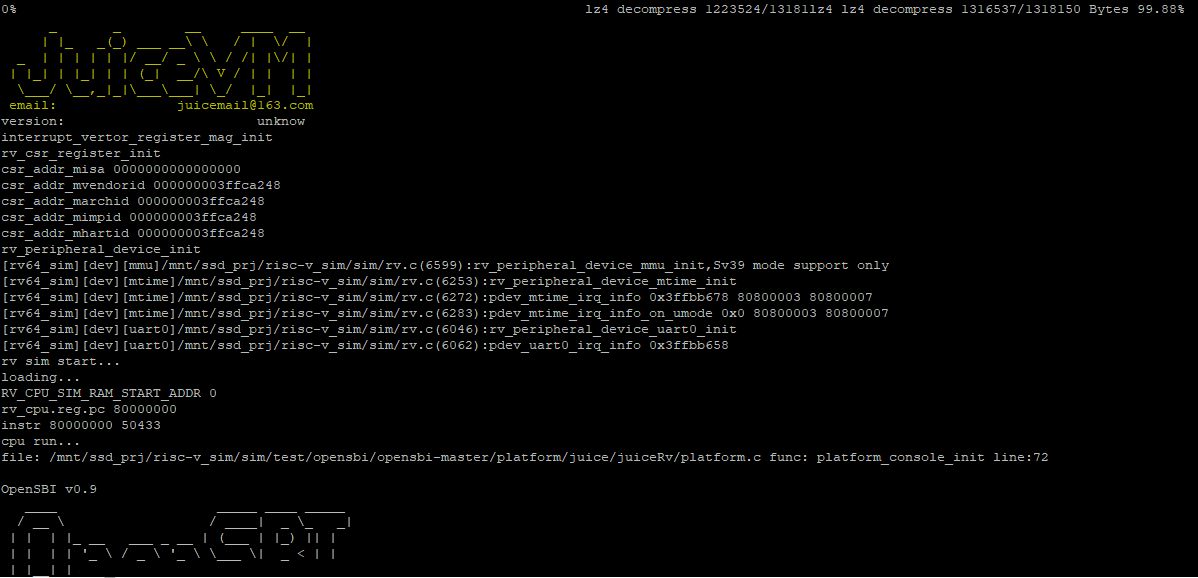 0% lz4 decompress 1223524/13181lz4 lz4 decompress 1316537/1318150 Bytes 99.88%
JuiceVM
email: juicemail@163.com
version: unknow
interrupt_vertor_register_mag_init
rv_csr_register_init
csr_addr_misa 0000000000000000
csr_addr_mvendorid 000000003ffca248
csr_addr_marchid 000000003ffca248
csr_addr_mimpid 000000003ffca248
csr_addr_mhartid 000000003ffca248
rv_peripheral_device_init
[rv64_sim][dev][mmu]/mnt/ssd_prj/risc-v_sim/sim/rv.c(6599):rv_peripheral_device_mmu_init,Sv39 mode support only
[rv64_sim][dev][mtime]/mnt/ssd_prj/risc-v_sim/sim/rv.c(6253):rv_peripheral_device_mtime_init
[rv64_sim][dev][mtime]/mnt/ssd_prj/risc-v_sim/sim/rv.c(6272):pdev_mtime_irq_info 0x3ffbb678 80800003 80800007
[rv64_sim][dev][mtime]/mnt/ssd_prj/risc-v_sim/sim/rv.c(6283):pdev_mtime_irq_info_on_umode 0x0 80800003 80800007
[rv64_sim][dev][uart0]/mnt/ssd_prj/risc-v_sim/sim/rv.c(6046):rv_peripheral_device_uart0_init
[rv64_sim][dev][uart0]/mnt/ssd_prj/risc-v_sim/sim/rv.c(6062):pdev_uart0_irq_info 0x3ffbb658
rv sim start...
loading...
RV_CPU_SIM_RAM_START_ADDR 0
rv_cpu.reg.pc 80000000
instr 80000000 50433
cpu run...
file: /mnt/ssd_prj/risc-v_sim/sim/test/opensbi/opensbi-master/platform/juice/juiceRv/platform.c func: platform_console_init line:72
OpenSBI v0.9
OpenSBI